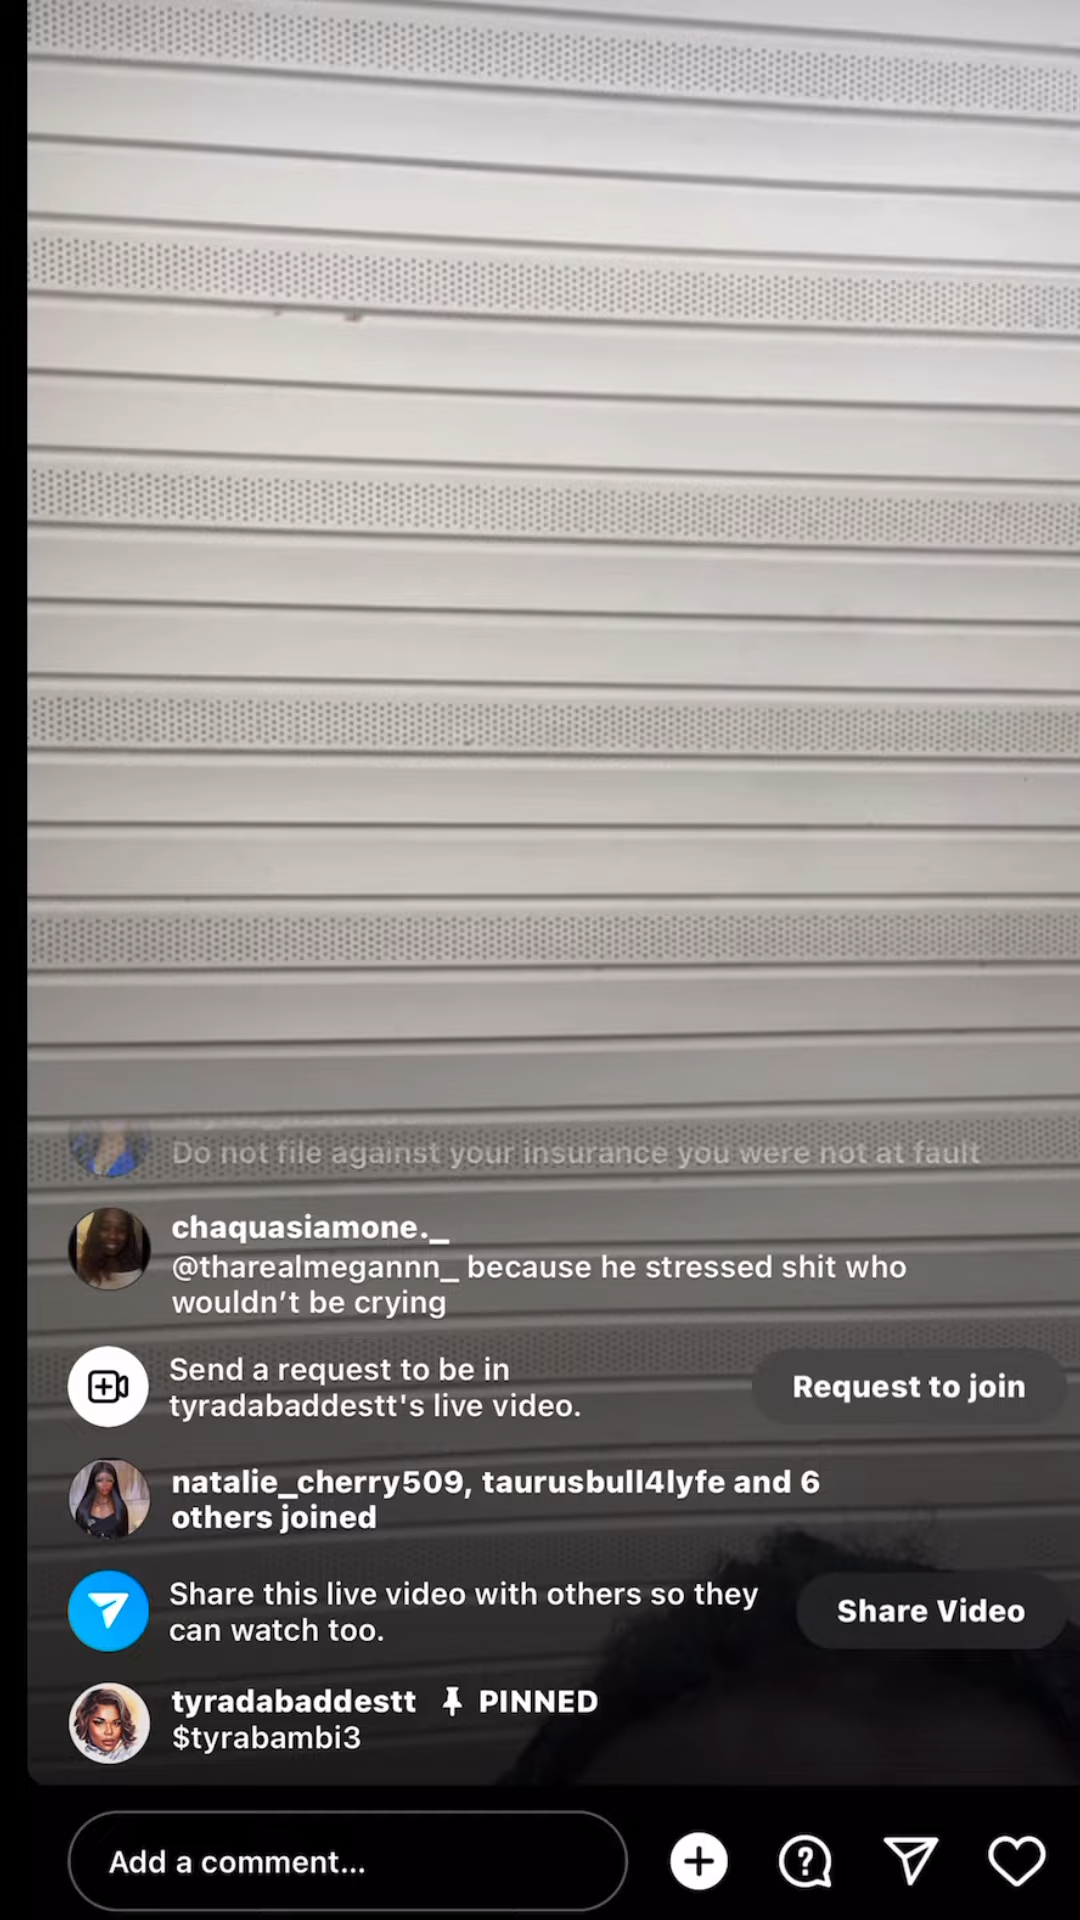 Do not file against your insurance you were not at fault
chaquasiamone._
@tharealmegannn_ because he stressed shit who
wouldn’t be crying
Send a request to be in
tyradabaddestt's live video.
Request to join
natalie_cherry509, taurusbull4lyfe and 6
others joined
Share this live video with others so they
can watch too.
Share Video
tyradabaddestt PINNED
$tyrabambi3
Add a comment...